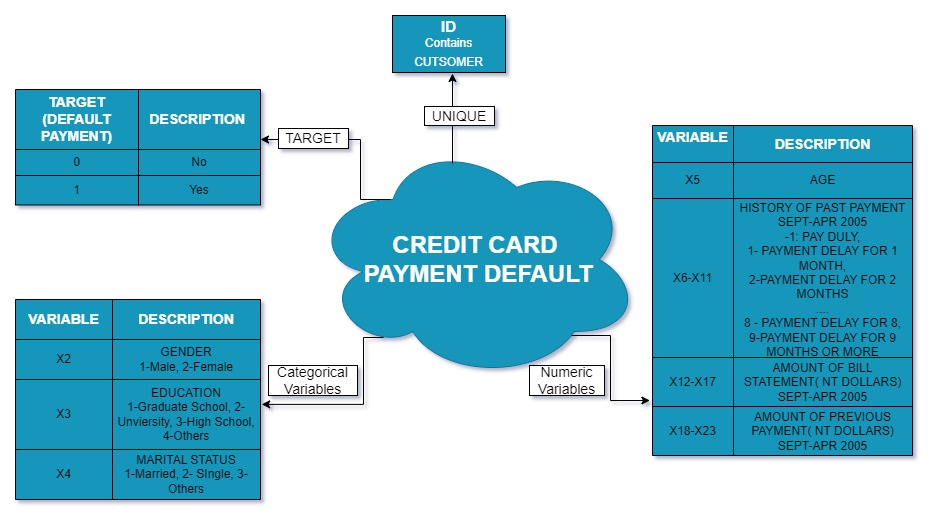 ID
Contains
CUTSOMER
UNIQUE
TARGET
(DEFAULT
PAYMENT)
DESCRIPTION
0
No
1
Yes
TARGET
CREDIT CARD
PAYMENT DEFAULT
VARIABLE
DESCRIPTION
X5
AGE
X6-X11
HISTORY OF PAST PAYMENT
SEPT-APR 2005
-1: PAY DULY,
1- PAYMENT DELAY FOR 1
MONTH,
2-PAYMENT DELAY FOR 2
MONTHS
....
8 - PAYMENT DELAY FOR 8,
9-PAYMENT DELAY FOR 9
MONTHS OR MORE
X12-X17
AMOUNT OF BILL
STATEMENT( NT DOLLARS)
SEPT-APR 2005
X18-X23
AMOUNT OF PREVIOUS
PAYMENT( NT DOLLARS)
SEPT-APR 2005
VARIABLE
DESCRIPTION
X2
GENDER
1-Male, 2-Female
X3
EDUCATION
1-Graduate School, 2-
Unviersity, 3-High School,
4-Others
X4
MARITAL STATUS
1-Married, 2- SIngle, 3-
Others
Categorical
Variables
Numeric
Variables